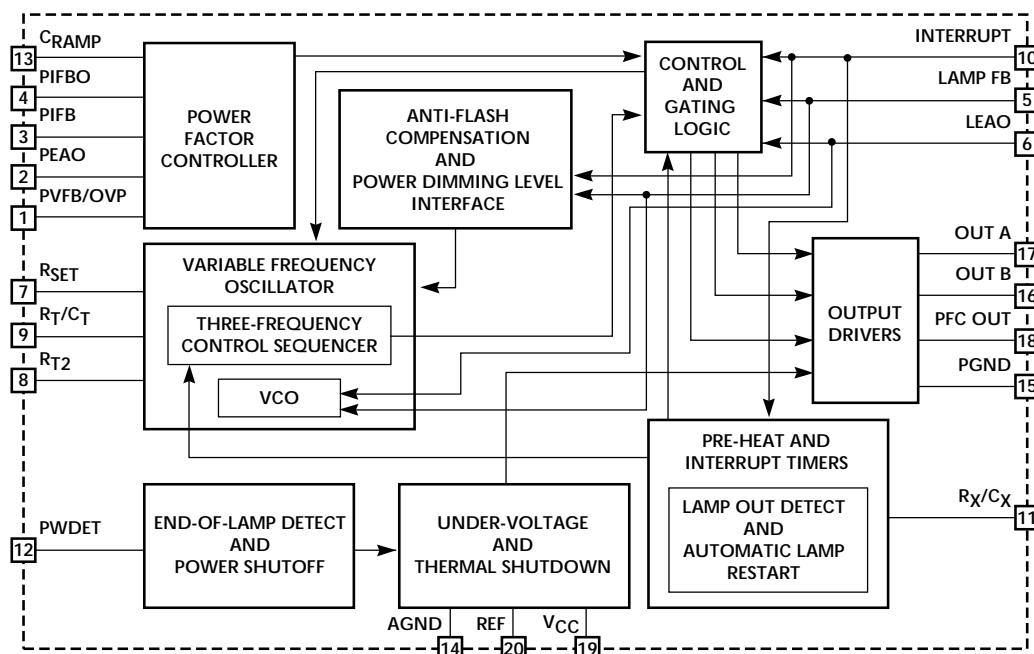 CRAMP
13
PIFBO
4
PIFB
3
PEAO
2
PVFB/OVP
1
RSET
7
RT/CT
9
RT2
8
PWDET
12
POWER
FACTOR
CONTROLLER
ANTI-FLASH
COMPENSATION
AND
POWER DIMMING LEVEL
INTERFACE
CONTROL
AND
GATING
LOGIC
INTERRUPT
10
LAMP FB
5
LEAO
6
VARIABLE FREQUENCY
OSCILLATOR
THREE-FREQUENCY
CONTROL SEQUENCER
VCO
OUTPUT
DRIVERS
OUT A
17
OUT B
16
PFC OUT
18
PGND
15
END-OF-LAMP DETECT
AND
POWER SHUTOFF
UNDER-VOLTAGE
AND
THERMAL SHUTDOWN
PRE-HEAT AND
INTERRUPT TIMERS
LAMP OUT DETECT
AND
AUTOMATIC LAMP
RESTART
RX/CX
11
AGND
14
REF
20
VCC
19